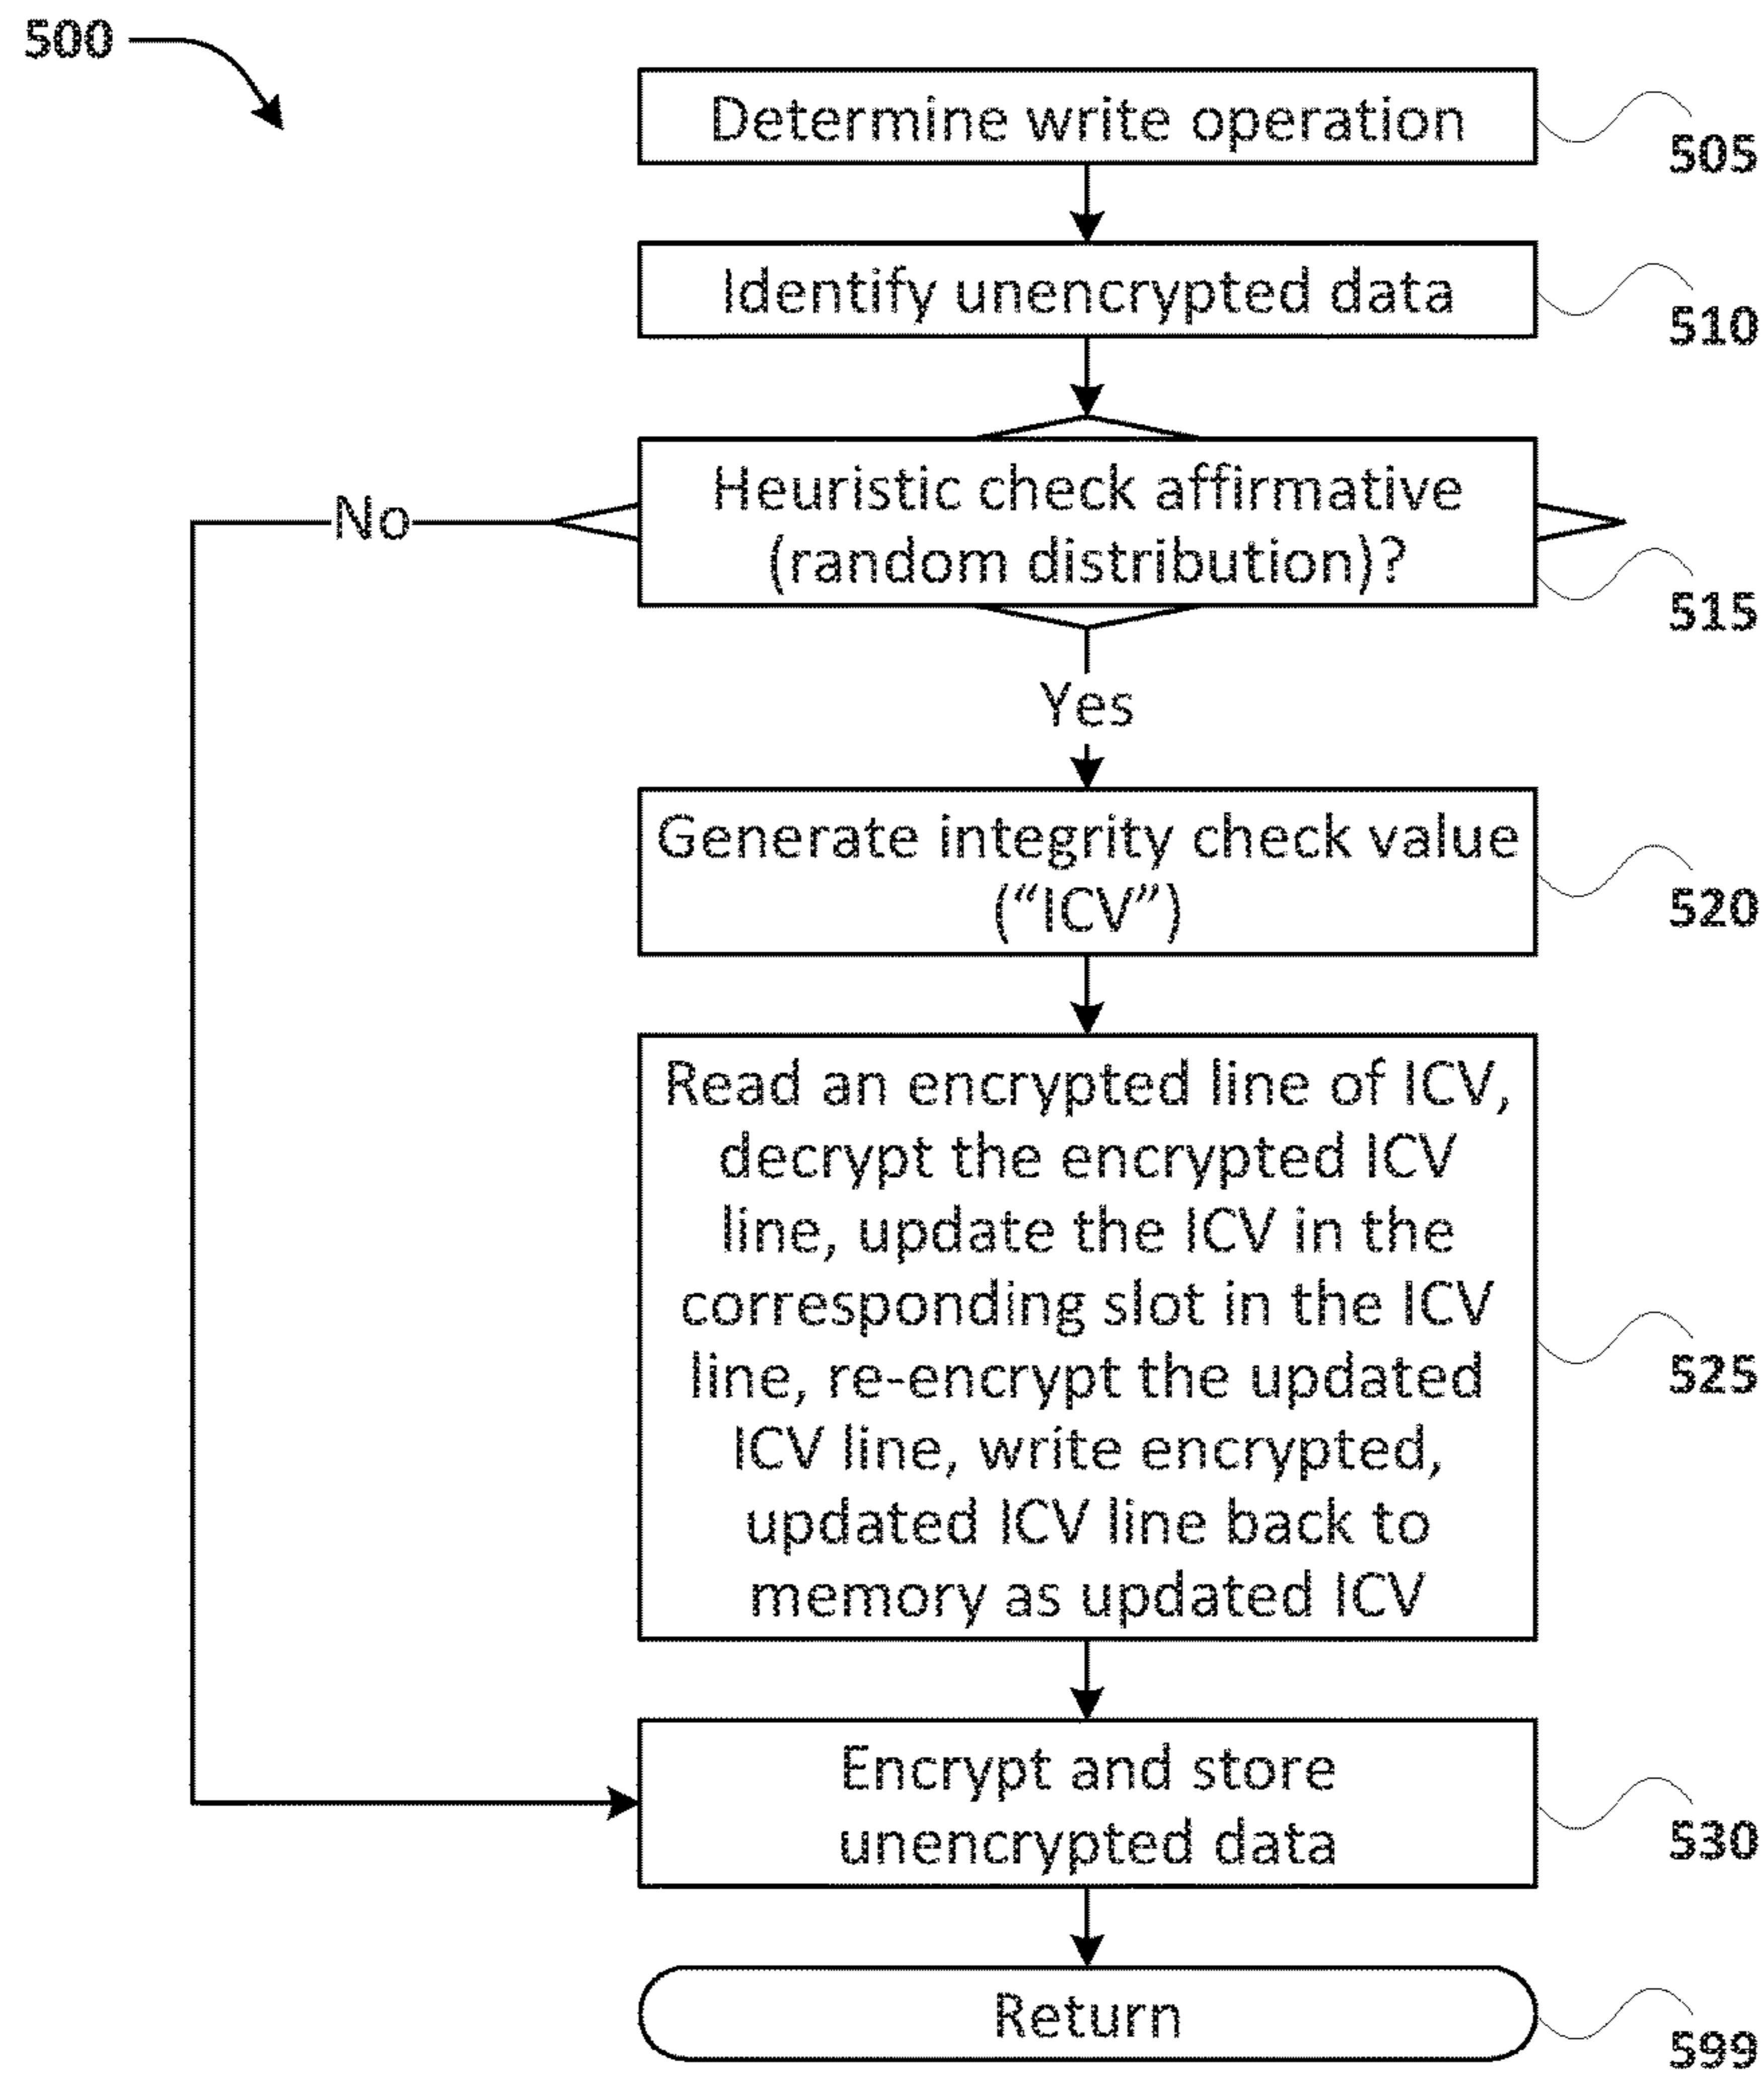 500
Determine write operation
505
Identify unencrypted data
510
Heuristic check affirmative
(random distribution)?
515
No
Yes
Generate integrity check value
(“ICV”)
520
Read an encrypted line of ICV,
decrypt the encrypted ICV
line, update the ICV in the
corresponding slot in the ICV
line, re-encrypt the updated
ICV line, write encrypted,
updated ICV line back to
memory as updated ICV
525
Encrypt and store
unencrypted data
530
Return
599